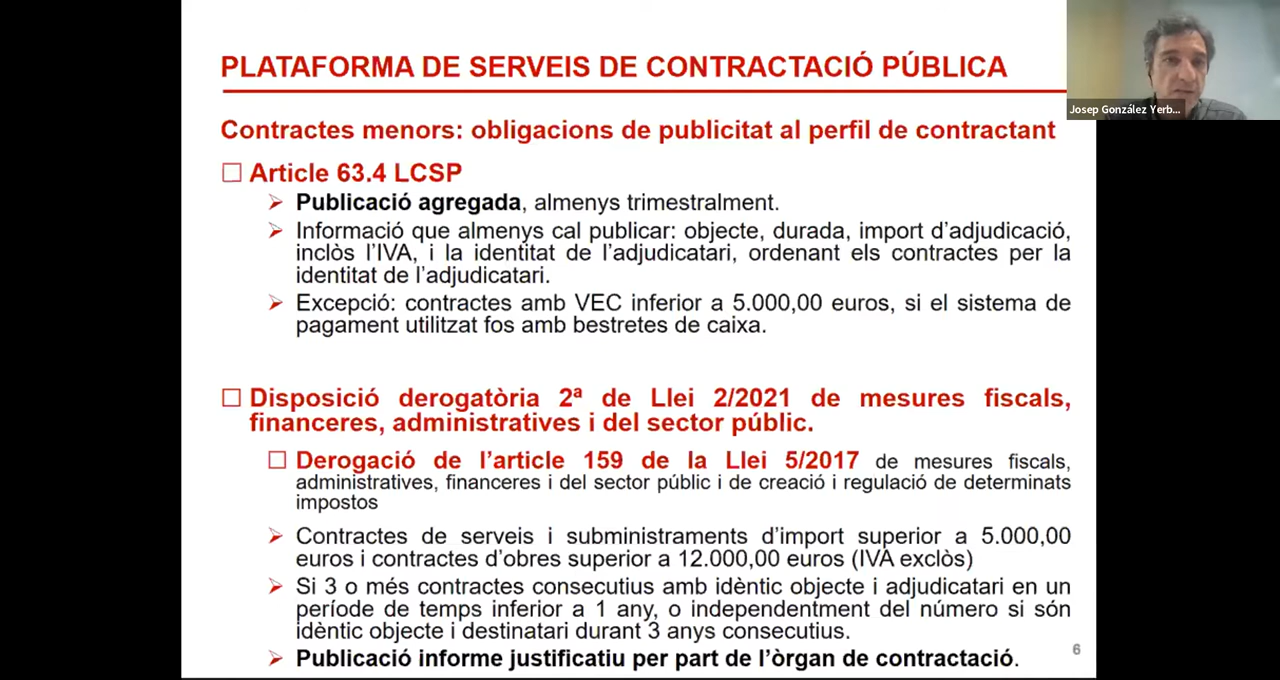 PLATAFORMA DE SERVEIS DE CONTRACTACIÓ PÚBLICA
Josep González Yerb...
Contractes menors: obligacions de publicitat al perfil de contractant
Article 63.4 LCSP
Publicació agregada, almenys trimestralment.
Informació que almenys cal publicar: objecte, durada, import d’adjudicació,
inclòs l’IVA, i la identitat de l’adjudicatari, ordenant els contractes per la
identitat de l’adjudicatari.
Excepció: contractes amb VEC inferior a 5.000,00 euros, si el sistema de
pagament utilitzat fos amb bestretes de caixa.
Disposició derogatòria 2ª de Llei 2/2021 de mesures fiscals,
financeres, administratives i del sector públic.
Derogació de l’article 159 de la Llei 5/2017 de mesures fiscals,
administratives, financeres i del sector públic i de creació i regulació de determinats
impostos
Contractes de serveis i subministraments d’import superior a 5.000,00
euros i contractes d’obres superior a 12.000,00 euros (IVA exclòs)
Si 3 o més contractes consecutius amb idèntic objecte i adjudicatari en un
període de temps inferior a 1 any, o independentment del número si són
idèntic objecte i destinatari durant 3 anys consecutius.
Publicació informe justificatiu per part de l’òrgan de contractació.
6